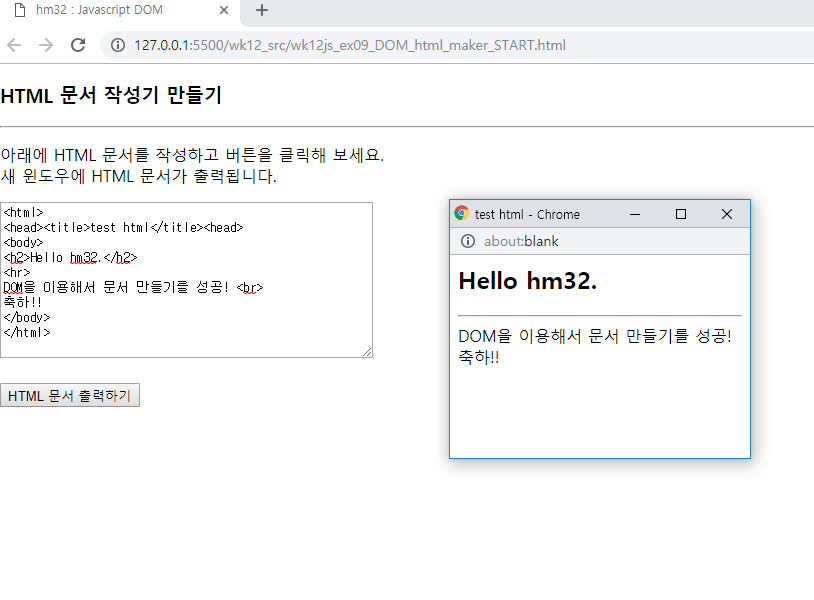 hm32 : Javascript DOM
127.0.0.1:5500/wk12_src/wk12js_ex09_DOM_html_maker_START.html
HTML 문서 작성기 만들기
아래에 HTML 문서를 작성하고 버튼을 클릭해 보세요.
새 윈도우에 HTML 문서가 출력됩니다.
<html>
<head><title>test html</title><head>
<body>
<h2>Hello hm32.</h2>
<hr>
DOM을 이용해서 문서 만들기를 성공! <br>
축하!!
</body>
</html>
HTML 문서 출력하기
test html - Chrome
about:blank
Hello hm32.
DOM을 이용해서 문서 만들기를 성공!
축하!!